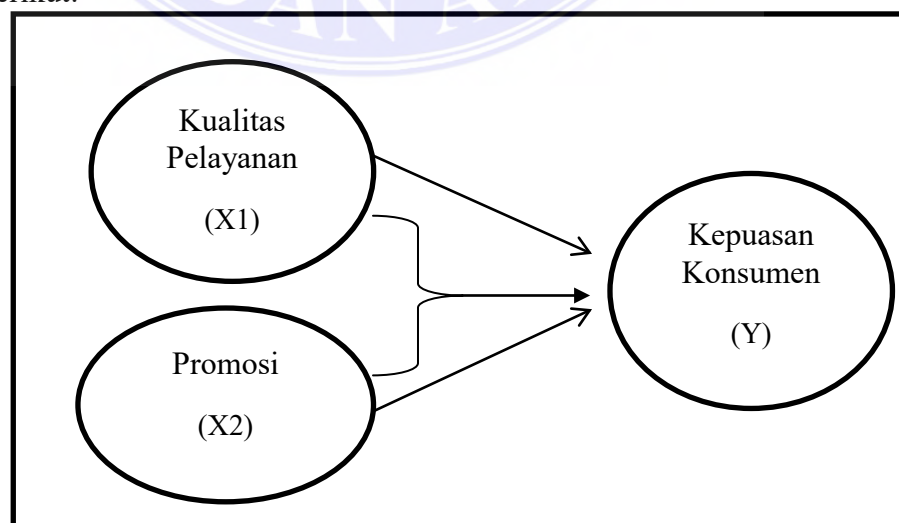 Kualitas
Pelayanan
(X1)
Kepuasan
Konsumen
(Y)
Promosi
(X2)